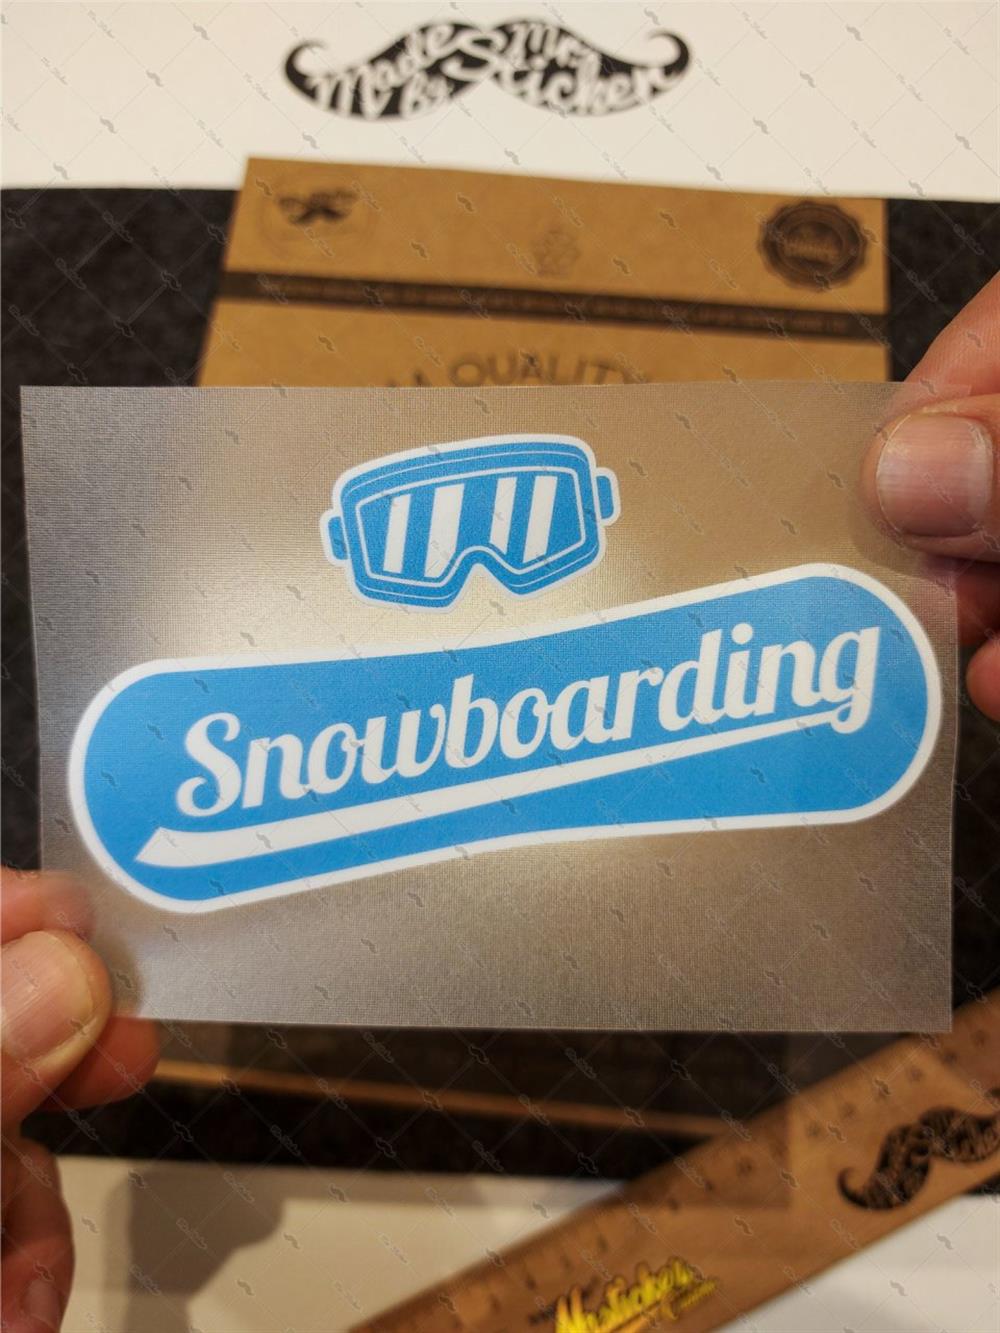 Made Mr
by Sticker
QUALITY
Snowboarding
Mrsticker